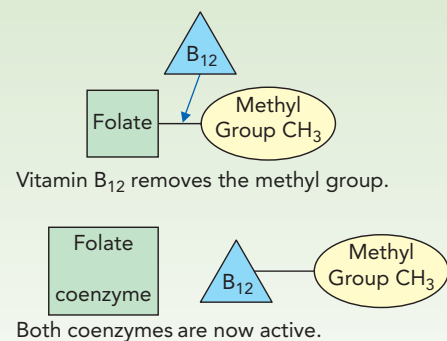 B₁₂
Folate
Methyl
Group CH₃
Vitamin B₁₂ removes the methyl group.
Folate
coenzyme
B₁₂
Methyl
Group CH₃
Both coenzymes are now active.